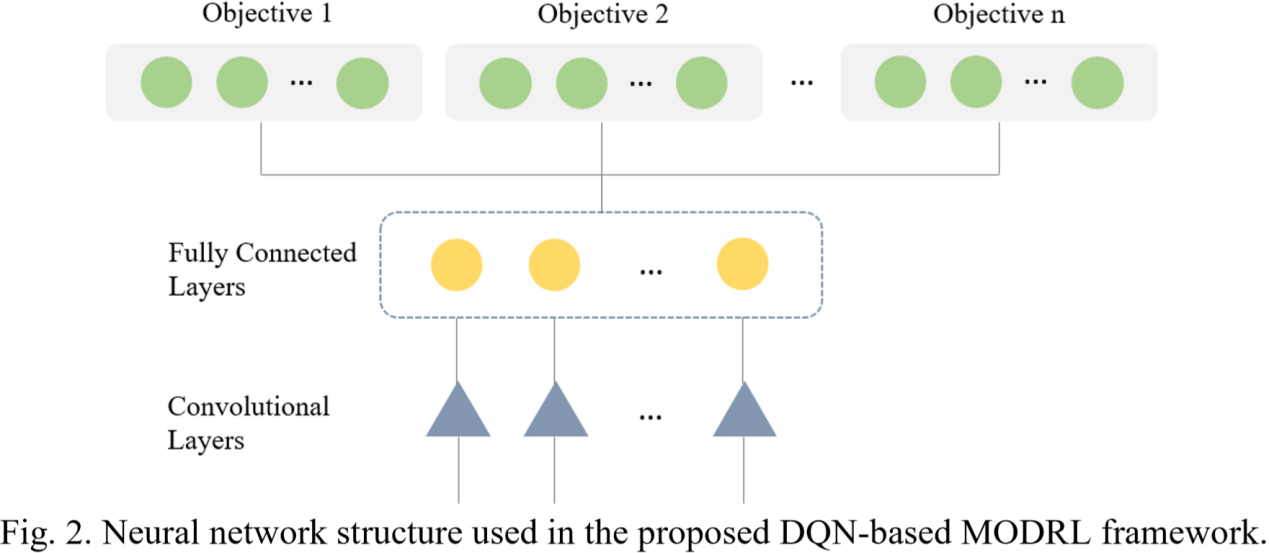 Objective 1 Objective 2 Objective n
... ... ... ...
Fully Connected
Layers
...
Convolutional
Layers
...
Fig. 2. Neural network structure used in the proposed DQN-based MODRL framework.